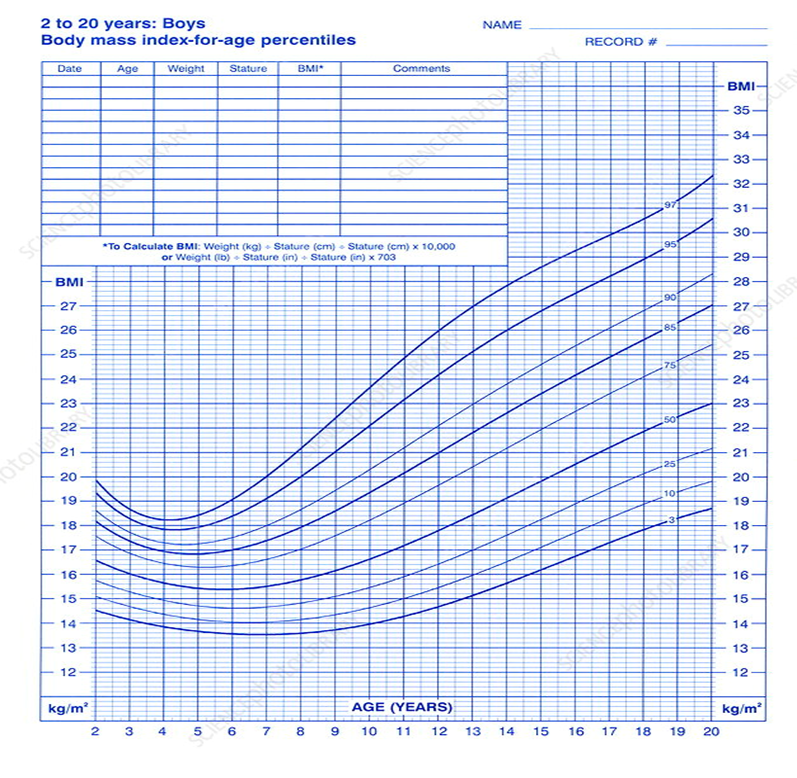 2 to 20 years: Boys
Body mass index-for-age percentiles
NAME
RECORD #
Date Age Weight Stature BMI* Comments
*To Calculate BMI: Weight (kg) ÷ Stature (cm) ÷ Stature (cm) x 10,000
or Weight (lb) ÷ Stature (in) ÷ Stature (in) x 703
BMI
35
34
33
32
31
30
29
BMI 28
27 27
26 26
25 25
24 24
23 23
22 22
21 21
20 20
19 19
18 18
17 17
16 16
15 15
14 14
13 13
12 12
97
95
90
85
75
50
25
10
3
kg/m² AGE (YEARS) kg/m²
2 3 4 5 6 7 8 9 10 11 12 13 14 15 16 17 18 19 20
SCIENCEphotoLIBRARY